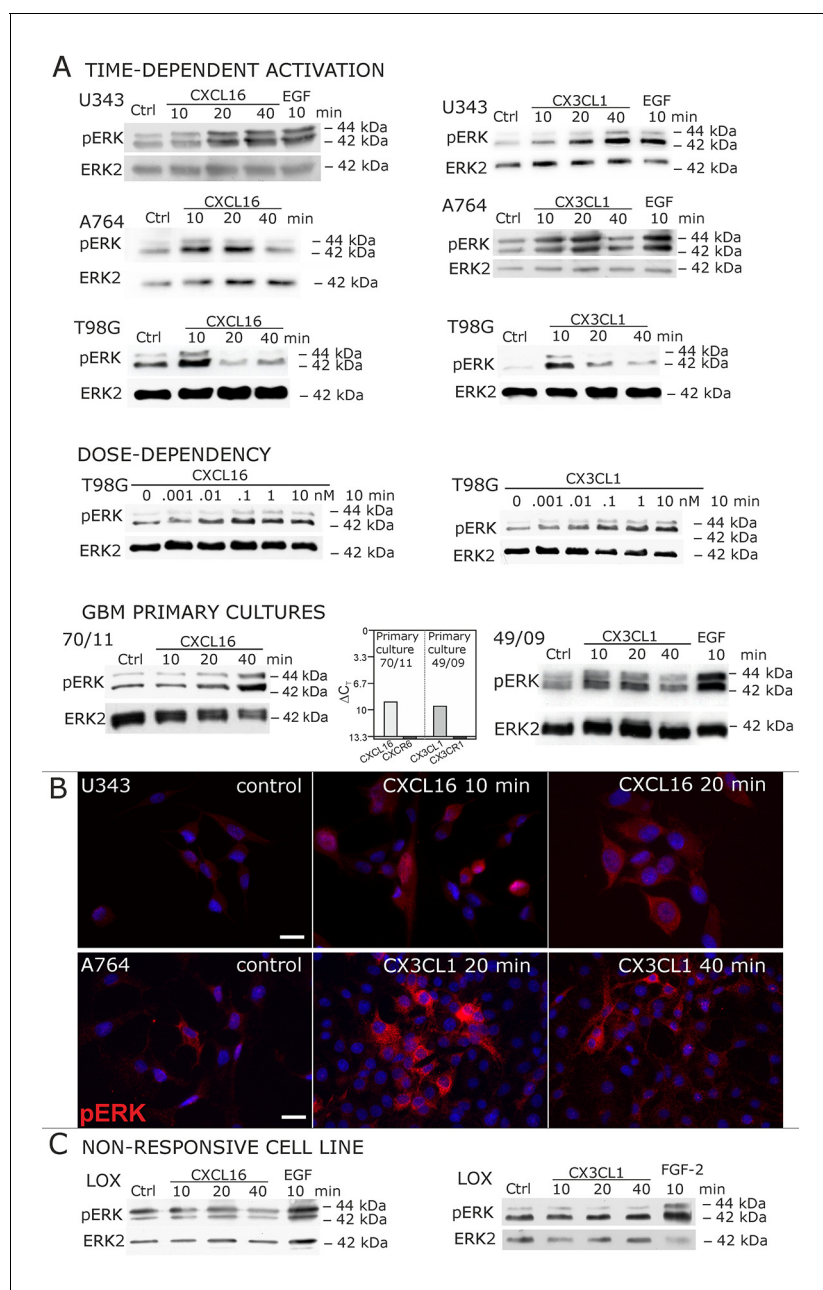 A TIME-DEPENDENT ACTIVATION
U343 Ctrl CXCL16 EGF
10 20 40 10 min
pERK – 44 kDa
– 42 kDa
ERK2 – 42 kDa
U343 Ctrl CX3CL1 EGF
10 20 40 10 min
pERK – 44 kDa
– 42 kDa
ERK2 – 42 kDa
A764 Ctrl CXCL16
10 20 40 min
pERK – 44 kDa
– 42 kDa
ERK2 – 42 kDa
A764 Ctrl CX3CL1 EGF
10 20 40 10 min
pERK – 44 kDa
– 42 kDa
ERK2 – 42 kDa
T98G Ctrl CXCL16
10 20 40 min
pERK – 44 kDa
– 42 kDa
ERK2 – 42 kDa
T98G Ctrl CX3CL1
10 20 40 min
pERK – 44 kDa
– 42 kDa
ERK2 – 42 kDa
DOSE-DEPENDENCY
T98G CXCL16
0 .001 .01 .1 1 10 nM 10 min
pERK – 44 kDa
– 42 kDa
ERK2 – 42 kDa
T98G CX3CL1
0 .001 .01 .1 1 10 nM 10 min
pERK – 44 kDa
– 42 kDa
ERK2 – 42 kDa
GBM PRIMARY CULTURES
70/11 Ctrl CXCL16
10 20 40 min
pERK – 44 kDa
– 42 kDa
ERK2 – 42 kDa
0
3.3
6.7
10
13.3
ΔCT
Primary
culture
70/11
Primary
culture
49/09
CXCL16 CXCR6 CX3CL1 CX3CR1
49/09 Ctrl CX3CL1 EGF
10 20 40 10 min
pERK – 44 kDa
– 42 kDa
ERK2 – 42 kDa
B U343 control CXCL16 10 min CXCL16 20 min
A764 control CX3CL1 20 min CX3CL1 40 min
pERK
C NON-RESPONSIVE CELL LINE
LOX Ctrl CXCL16 EGF
10 20 40 10 min
pERK – 44 kDa
– 42 kDa
ERK2 – 42 kDa
LOX Ctrl CX3CL1 FGF-2
10 20 40 10 min
pERK – 44 kDa
– 42 kDa
ERK2 – 42 kDa